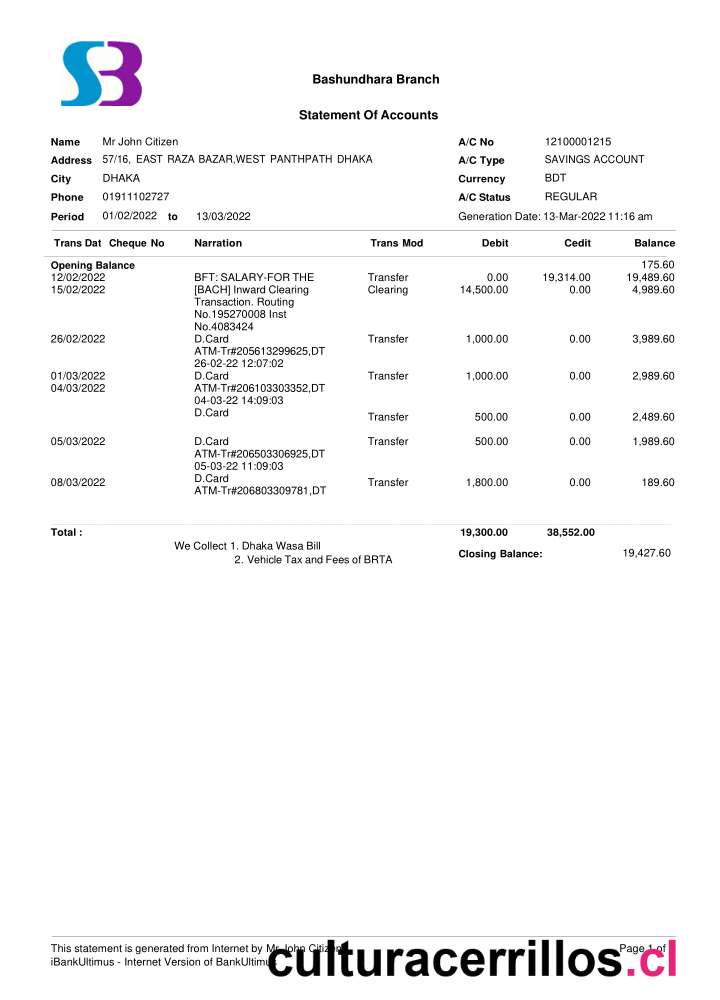 SB
Bashundhara Branch
Statement Of Accounts
Name Mr John Citizen A/C No 12100001215
Address 57/16, EAST RAZA BAZAR,WEST PANTHPATH DHAKA A/C Type SAVINGS ACCOUNT
City DHAKA Currency BDT
Phone 01911102727 A/C Status REGULAR
Period 01/02/2022 to 13/03/2022 Generation Date: 13-Mar-2022 11:16 am
Trans Dat Cheque No Narration Trans Mod Debit Cedit Balance
Opening Balance 175.60
12/02/2022 BFT: SALARY-FOR THE Transfer 0.00 19,314.00 19,489.60
15/02/2022 [BACH] Inward Clearing Clearing 14,500.00 0.00 4,989.60
Transaction. Routing
No.195270008 Inst
No.4083424
26/02/2022 D.Card Transfer 1,000.00 0.00 3,989.60
ATM-Tr#205613299625,DT
26-02-22 12:07:02
01/03/2022 D.Card Transfer 1,000.00 0.00 2,989.60
04/03/2022 ATM-Tr#206103303352,DT
04-03-22 14:09:03
D.Card
Transfer 500.00 0.00 2,489.60
05/03/2022 D.Card Transfer 500.00 0.00 1,989.60
ATM-Tr#206503306925,DT
05-03-22 11:09:03
D.Card
08/03/2022 ATM-Tr#206803309781,DT Transfer 1,800.00 0.00 189.60
Total : 19,300.00 38,552.00
We Collect 1. Dhaka Wasa Bill
2. Vehicle Tax and Fees of BRTA
Closing Balance: 19,427.60
This statement is generated from Internet by Mr John Citizen Page 1 of
iBankUltimus - Internet Version of BankUltimus
culturacerrillos.cl